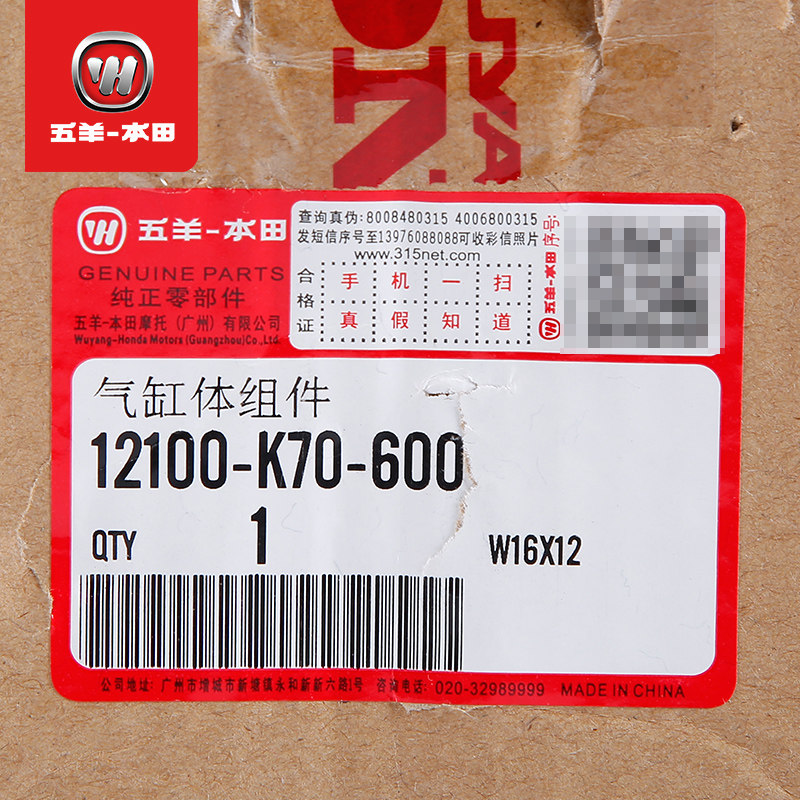 五羊-本田
五羊-本田
GENUINE PARTS
纯正零部件
五羊-本田摩托(广州)有限公司
Wuyang-Honda Motors (Guangzhou) Co., Ltd.
查询真伪:8008480315 4006800315
发短信序号至13976088088可收彩信照片
www.315net.com
合格证
手机一扫
真假知道
五羊-本田 序号:
气缸体组件
12100-K70-600
QTY 1 W16X12
公司地址: 广州市增城市新塘镇永和新新六路1号 咨询电话: 020-32989999 MADE IN CHINA